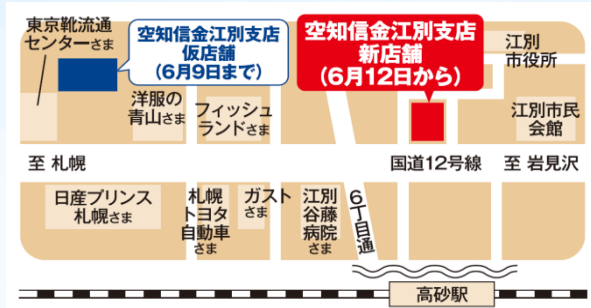 東京靴流通
センターさま
空知信金江別支店
仮店舗
(6月9日まで)
空知信金江別支店
新店舗
(6月12日から)
江別
市役所
洋服の
青山さま
フィッシュ
ランドさま
江別市民
会館
至 札幌
国道12号線
至 岩見沢
日産プリンス
札幌さま
札幌
トヨタ
自動車
さま
ガスト
さま
江別
谷藤
病院
さま
6丁目通
高砂駅